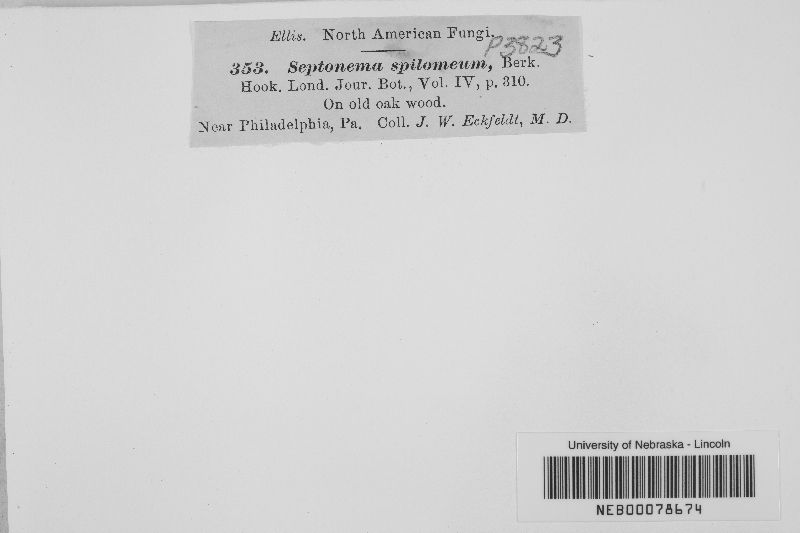 Ellis. North American Fungi.
P3823
353. Septonema spilomeum, Berk.
Hook. Lond. Jour. Bot., Vol. IV, p. 310.
On old oak wood.
Near Philadelphia, Pa. Coll. J. W. Eckfeldt, M. D.
University of Nebraska - Lincoln
NEB00078674